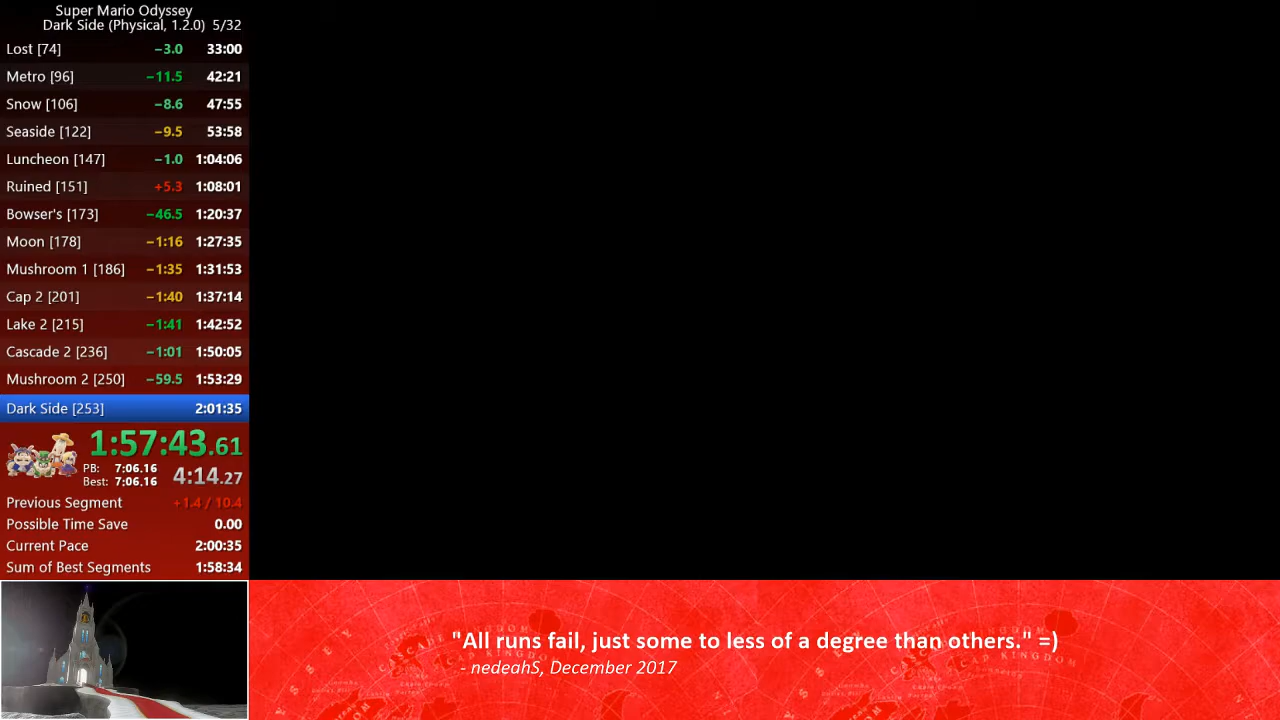 Super Mario Odyssey
Dark Side (Physical, 1.2.0) 5/32
Lost [74] −3.0 33:00
Metro [96] −11.5 42:21
Snow [106] −8.6 47:55
Seaside [122] −9.5 53:58
Luncheon [147] −1.0 1:04:06
Ruined [151] +5.3 1:08:01
Bowser's [173] −46.5 1:20:37
Moon [178] −1:16 1:27:35
Mushroom 1 [186] −1:35 1:31:53
Cap 2 [201] −1:40 1:37:14
Lake 2 [215] −1:41 1:42:52
Cascade 2 [236] −1:01 1:50:05
Mushroom 2 [250] −59.5 1:53:29
Dark Side [253] 2:01:35
1:57:43.61
PB: 7:06.16 4:14.27
Best: 7:06.16
Previous Segment +1.4 / 10.4
Possible Time Save 0.00
Current Pace 2:00:35
Sum of Best Segments 1:58:34
"All runs fail, just some to less of a degree than others." =)
- nedeahS, December 2017